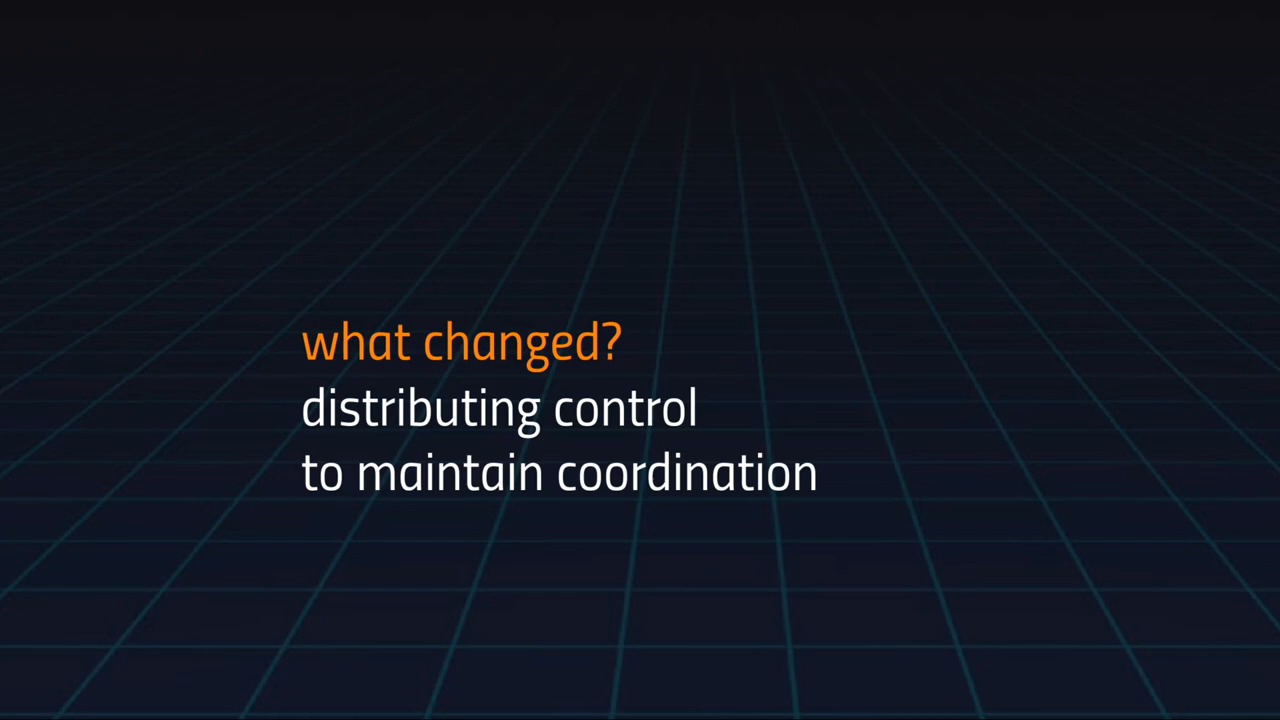 what changed?
distributing control
to maintain coordination